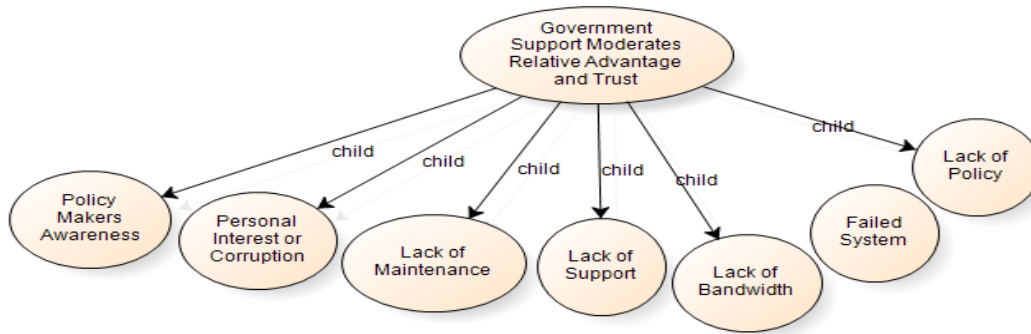 Government
Support Moderates
Relative Advantage
and Trust
child
child
child
child
child
child
Policy
Makers
Awareness
Personal
Interest or
Corruption
Lack of
Maintenance
Lack of
Support
Lack of
Bandwidth
Failed
System
Lack of
Policy